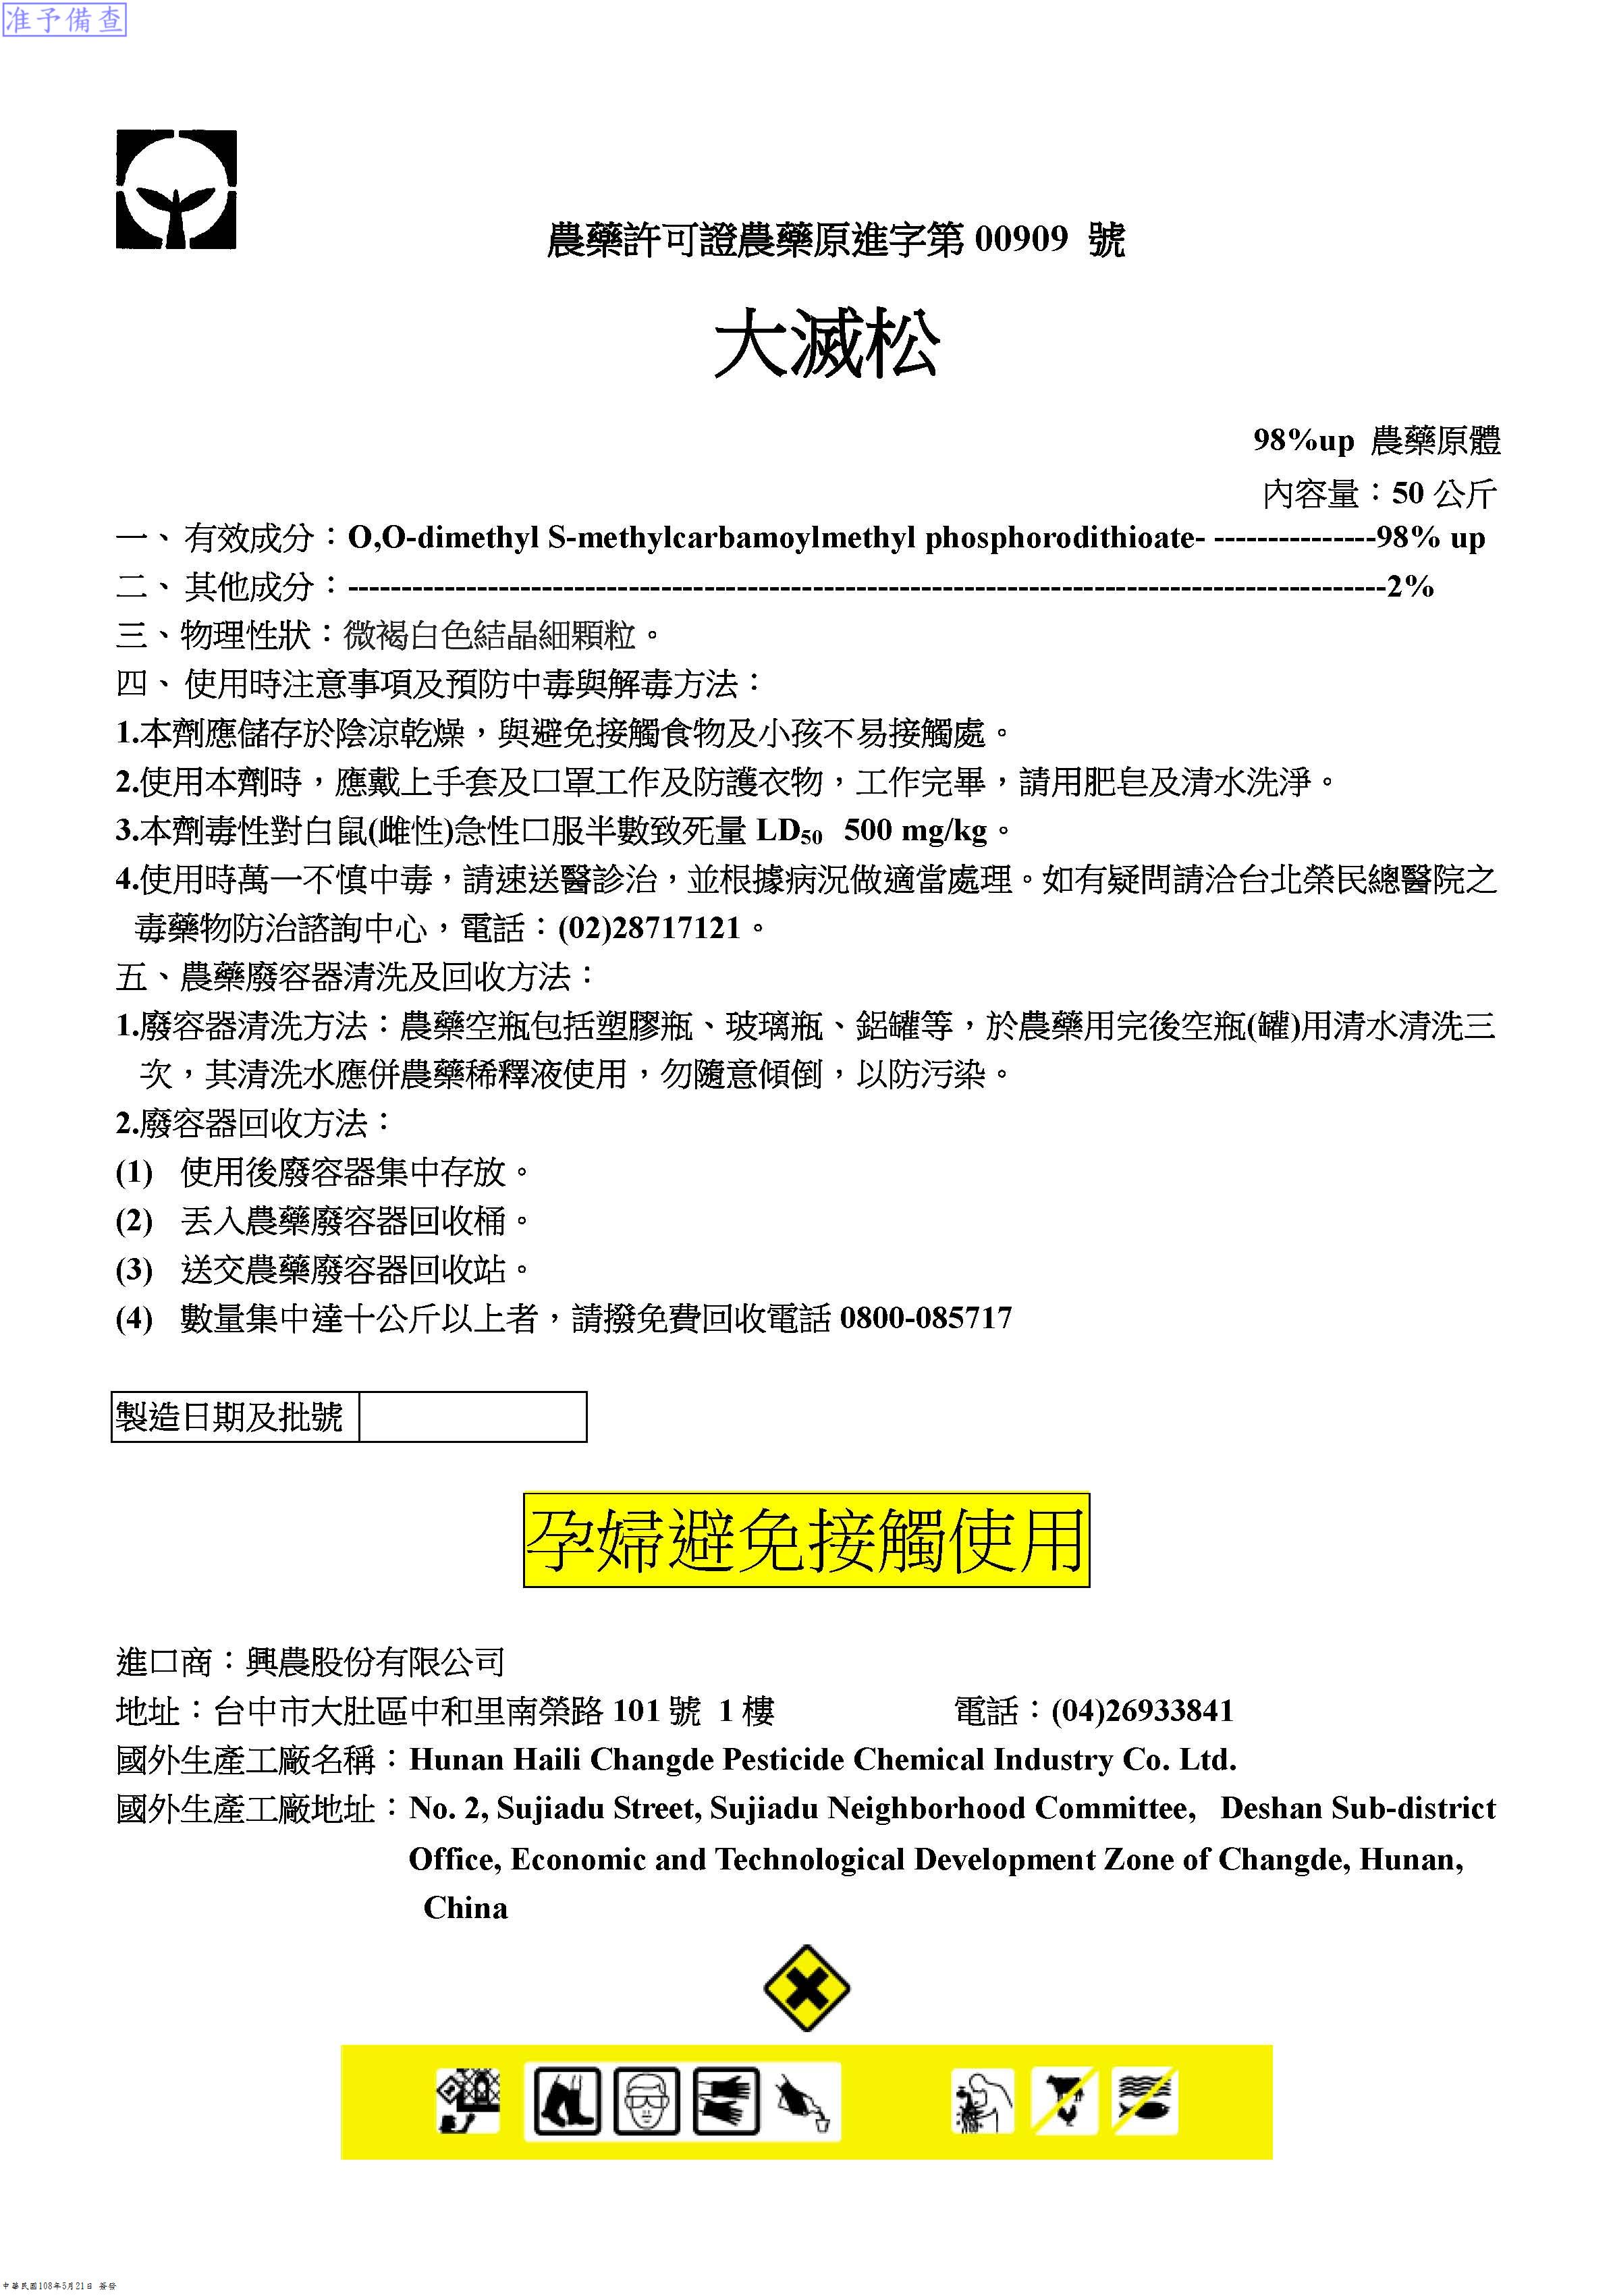 准予備查
農藥許可證農藥原進字第 00909 號
大滅松
98%up 農藥原體
內容量：50 公斤
一、 有效成分：O,O-dimethyl S-methylcarbamoylmethyl phosphorodithioate- ---------------98% up
二、 其他成分：------------------------------------------------------------------------------------------------2%
三、物理性狀：微褐白色結晶細顆粒。
四、 使用時注意事項及預防中毒與解毒方法：
1.本劑應儲存於陰涼乾燥，與避免接觸食物及小孩不易接觸處。
2.使用本劑時，應戴上手套及口罩工作及防護衣物，工作完畢，請用肥皂及清水洗淨。
3.本劑毒性對白鼠(雌性)急性口服半數致死量 LD₅₀ 500 mg/kg。
4.使用時萬一不慎中毒，請速送醫診治，並根據病況做適當處理。如有疑問請洽台北榮民總醫院之
毒藥物防治諮詢中心，電話：(02)28717121。
五、農藥廢容器清洗及回收方法：
1.廢容器清洗方法：農藥空瓶包括塑膠瓶、玻璃瓶、鋁罐等，於農藥用完後空瓶(罐)用清水清洗三
次，其清洗水應併農藥稀釋液使用，勿隨意傾倒，以防污染。
2.廢容器回收方法：
(1) 使用後廢容器集中存放。
(2) 丟入農藥廢容器回收桶。
(3) 送交農藥廢容器回收站。
(4) 數量集中達十公斤以上者，請撥免費回收電話 0800-085717
製造日期及批號
孕婦避免接觸使用
進口商：興農股份有限公司
地址：台中市大肚區中和里南榮路 101 號 1 樓 電話：(04)26933841
國外生產工廠名稱：Hunan Haili Changde Pesticide Chemical Industry Co. Ltd.
國外生產工廠地址：No. 2, Sujiadu Street, Sujiadu Neighborhood Committee, Deshan Sub-district
Office, Economic and Technological Development Zone of Changde, Hunan,
China
中華民國108年5月21日 簽發